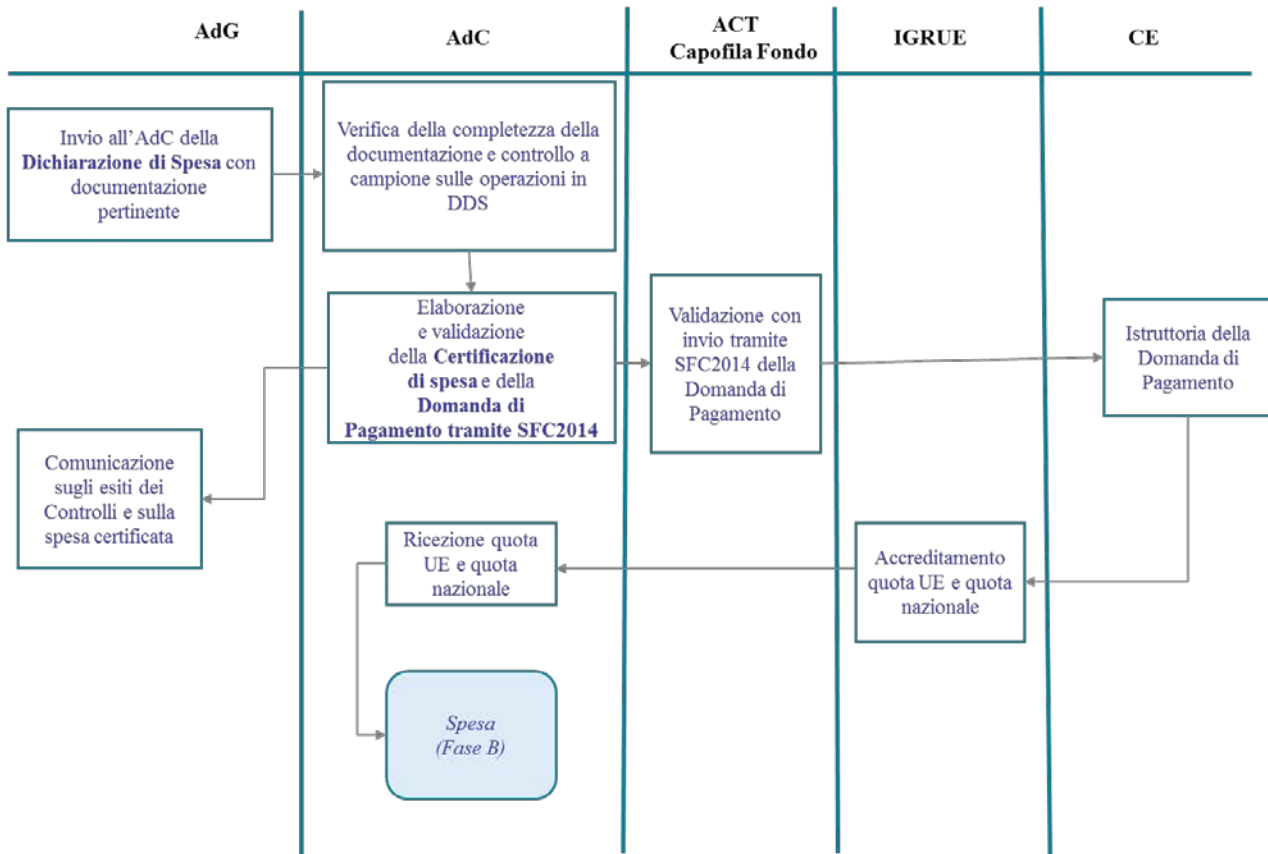 AdG
AdC
ACT
Capofila Fondo
IGRUE
CE
Invio all'AdC della
Dichiarazione di Spesa con
documentazione
pertinente
Verifica della completezza della
documentazione e controllo a
campione sulle operazioni in
DDS
Elaborazione
e validazione
della Certificazione
di spesa e della
Domanda di
Pagamento tramite SFC2014
Validazione con
invio tramite
SFC2014 della
Domanda di
Pagamento
Istruttoria della
Domanda di
Pagamento
Comunicazione
sugli esiti dei
Controlli e sulla
spesa certificata
Ricezione quota
UE e quota
nazionale
Accreditamento
quota UE e quota
nazionale
Spesa
(Fase B)